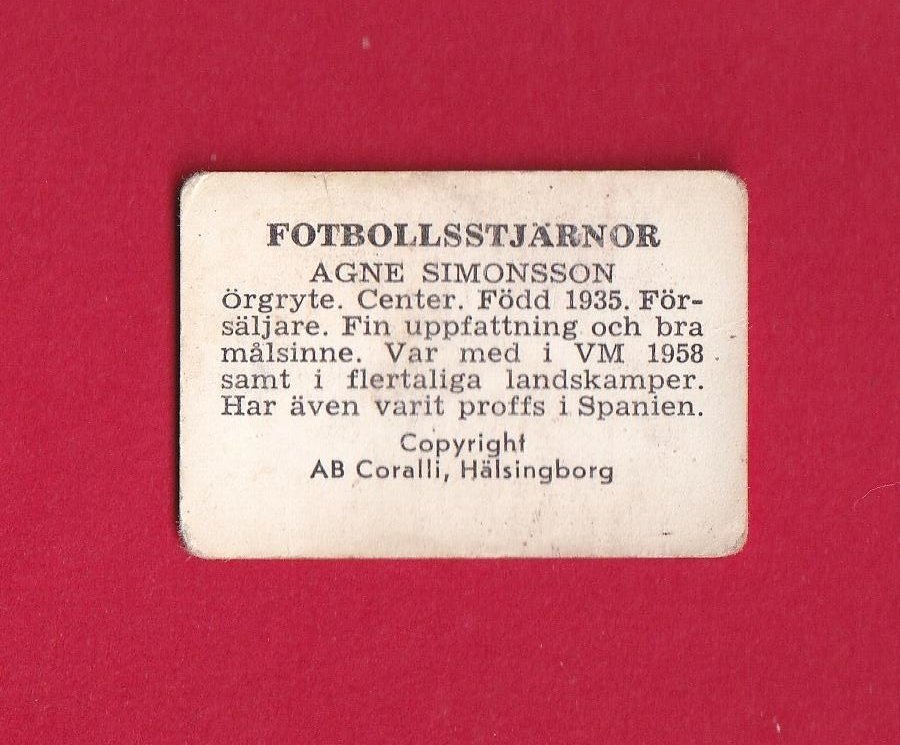 FOTBOLLSSTJÄRNOR
AGNE SIMONSSON
Örgryte. Center. Född 1935. För-
säljare. Fin uppfattning och bra
målsinne. Var med i VM 1958
samt i flertaliga landskamper.
Har även varit proffs i Spanien.
Copyright
AB Coralli, Hälsingborg